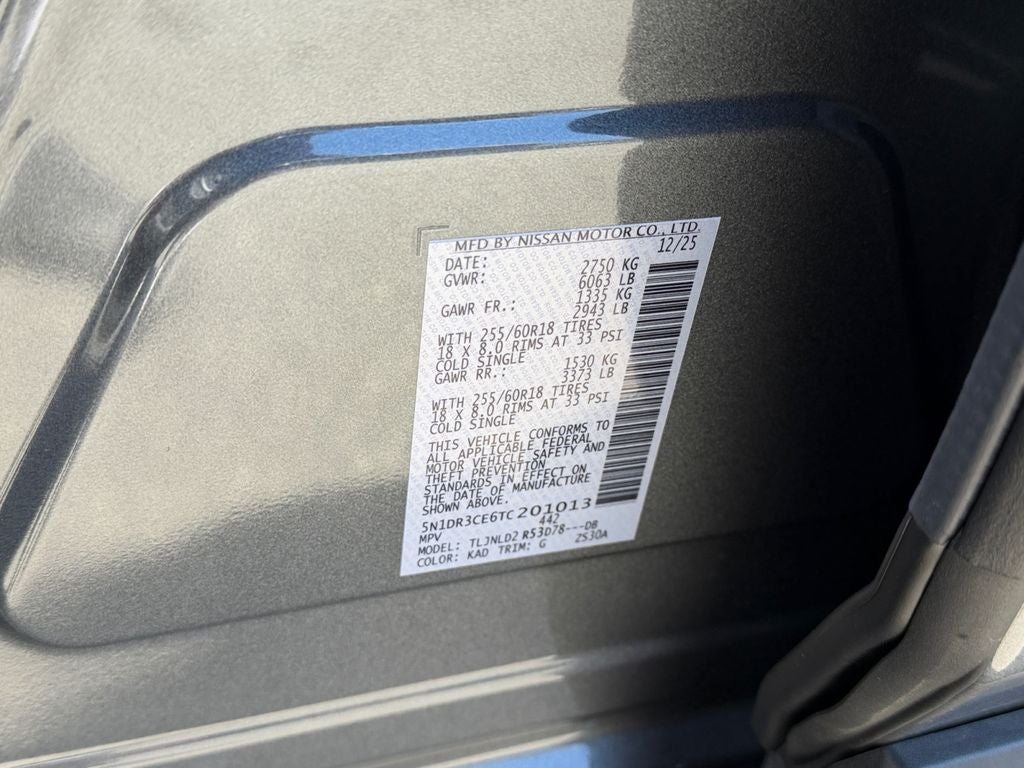 MFD BY NISSAN MOTOR CO., LTD.
DATE: 12/25
GVWR: 2750 KG
6063 LB
GAWR FR.: 1335 KG
2943 LB
WITH 255/60R18 TIRES
18 X 8.0 RIMS AT 33 PSI
COLD SINGLE
GAWR RR.: 1530 KG
3373 LB
WITH 255/60R18 TIRES
18 X 8.0 RIMS AT 33 PSI
COLD SINGLE
THIS VEHICLE CONFORMS TO
ALL APPLICABLE FEDERAL
MOTOR VEHICLE SAFETY AND
THEFT PREVENTION
STANDARDS IN EFFECT ON
THE DATE OF MANUFACTURE
SHOWN ABOVE.
5N1DR3CE6TC201013
MPV 442
MODEL: TLJNLD2 R53D78---DB
COLOR: KAD TRIM: G ZS30A